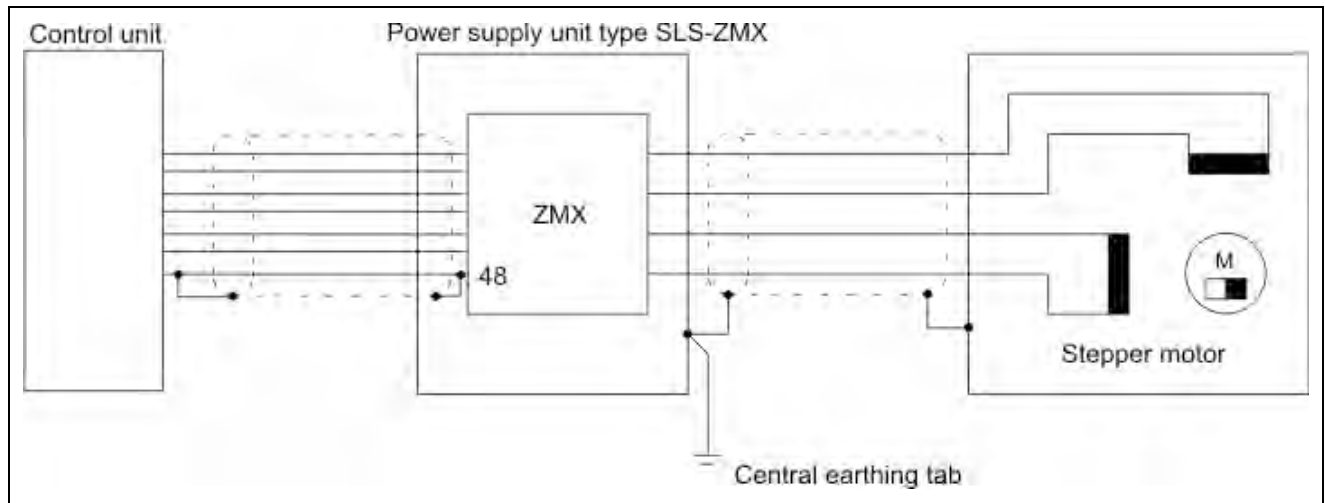 Control unit
Power supply unit type SLS-ZMX
ZMX
48
M
Stepper motor
Central earthing tab